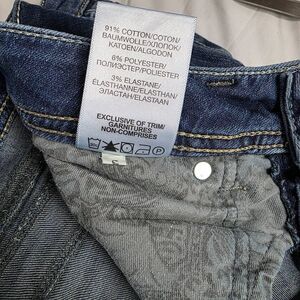 91% COTTON/COTON/
BAUMWOLLE/ХЛОПОК/
KATOEN/ALGODON
6% POLYESTER/
ПОЛИЭСТЕР/POLIESTER
3% ELASTANE/
ÉLASTHANNE/ELASTHAN/
ЭЛАСТАН/ELASTAAN
EXCLUSIVE OF TRIM/
GARNITURES
NON-COMPRISES
P